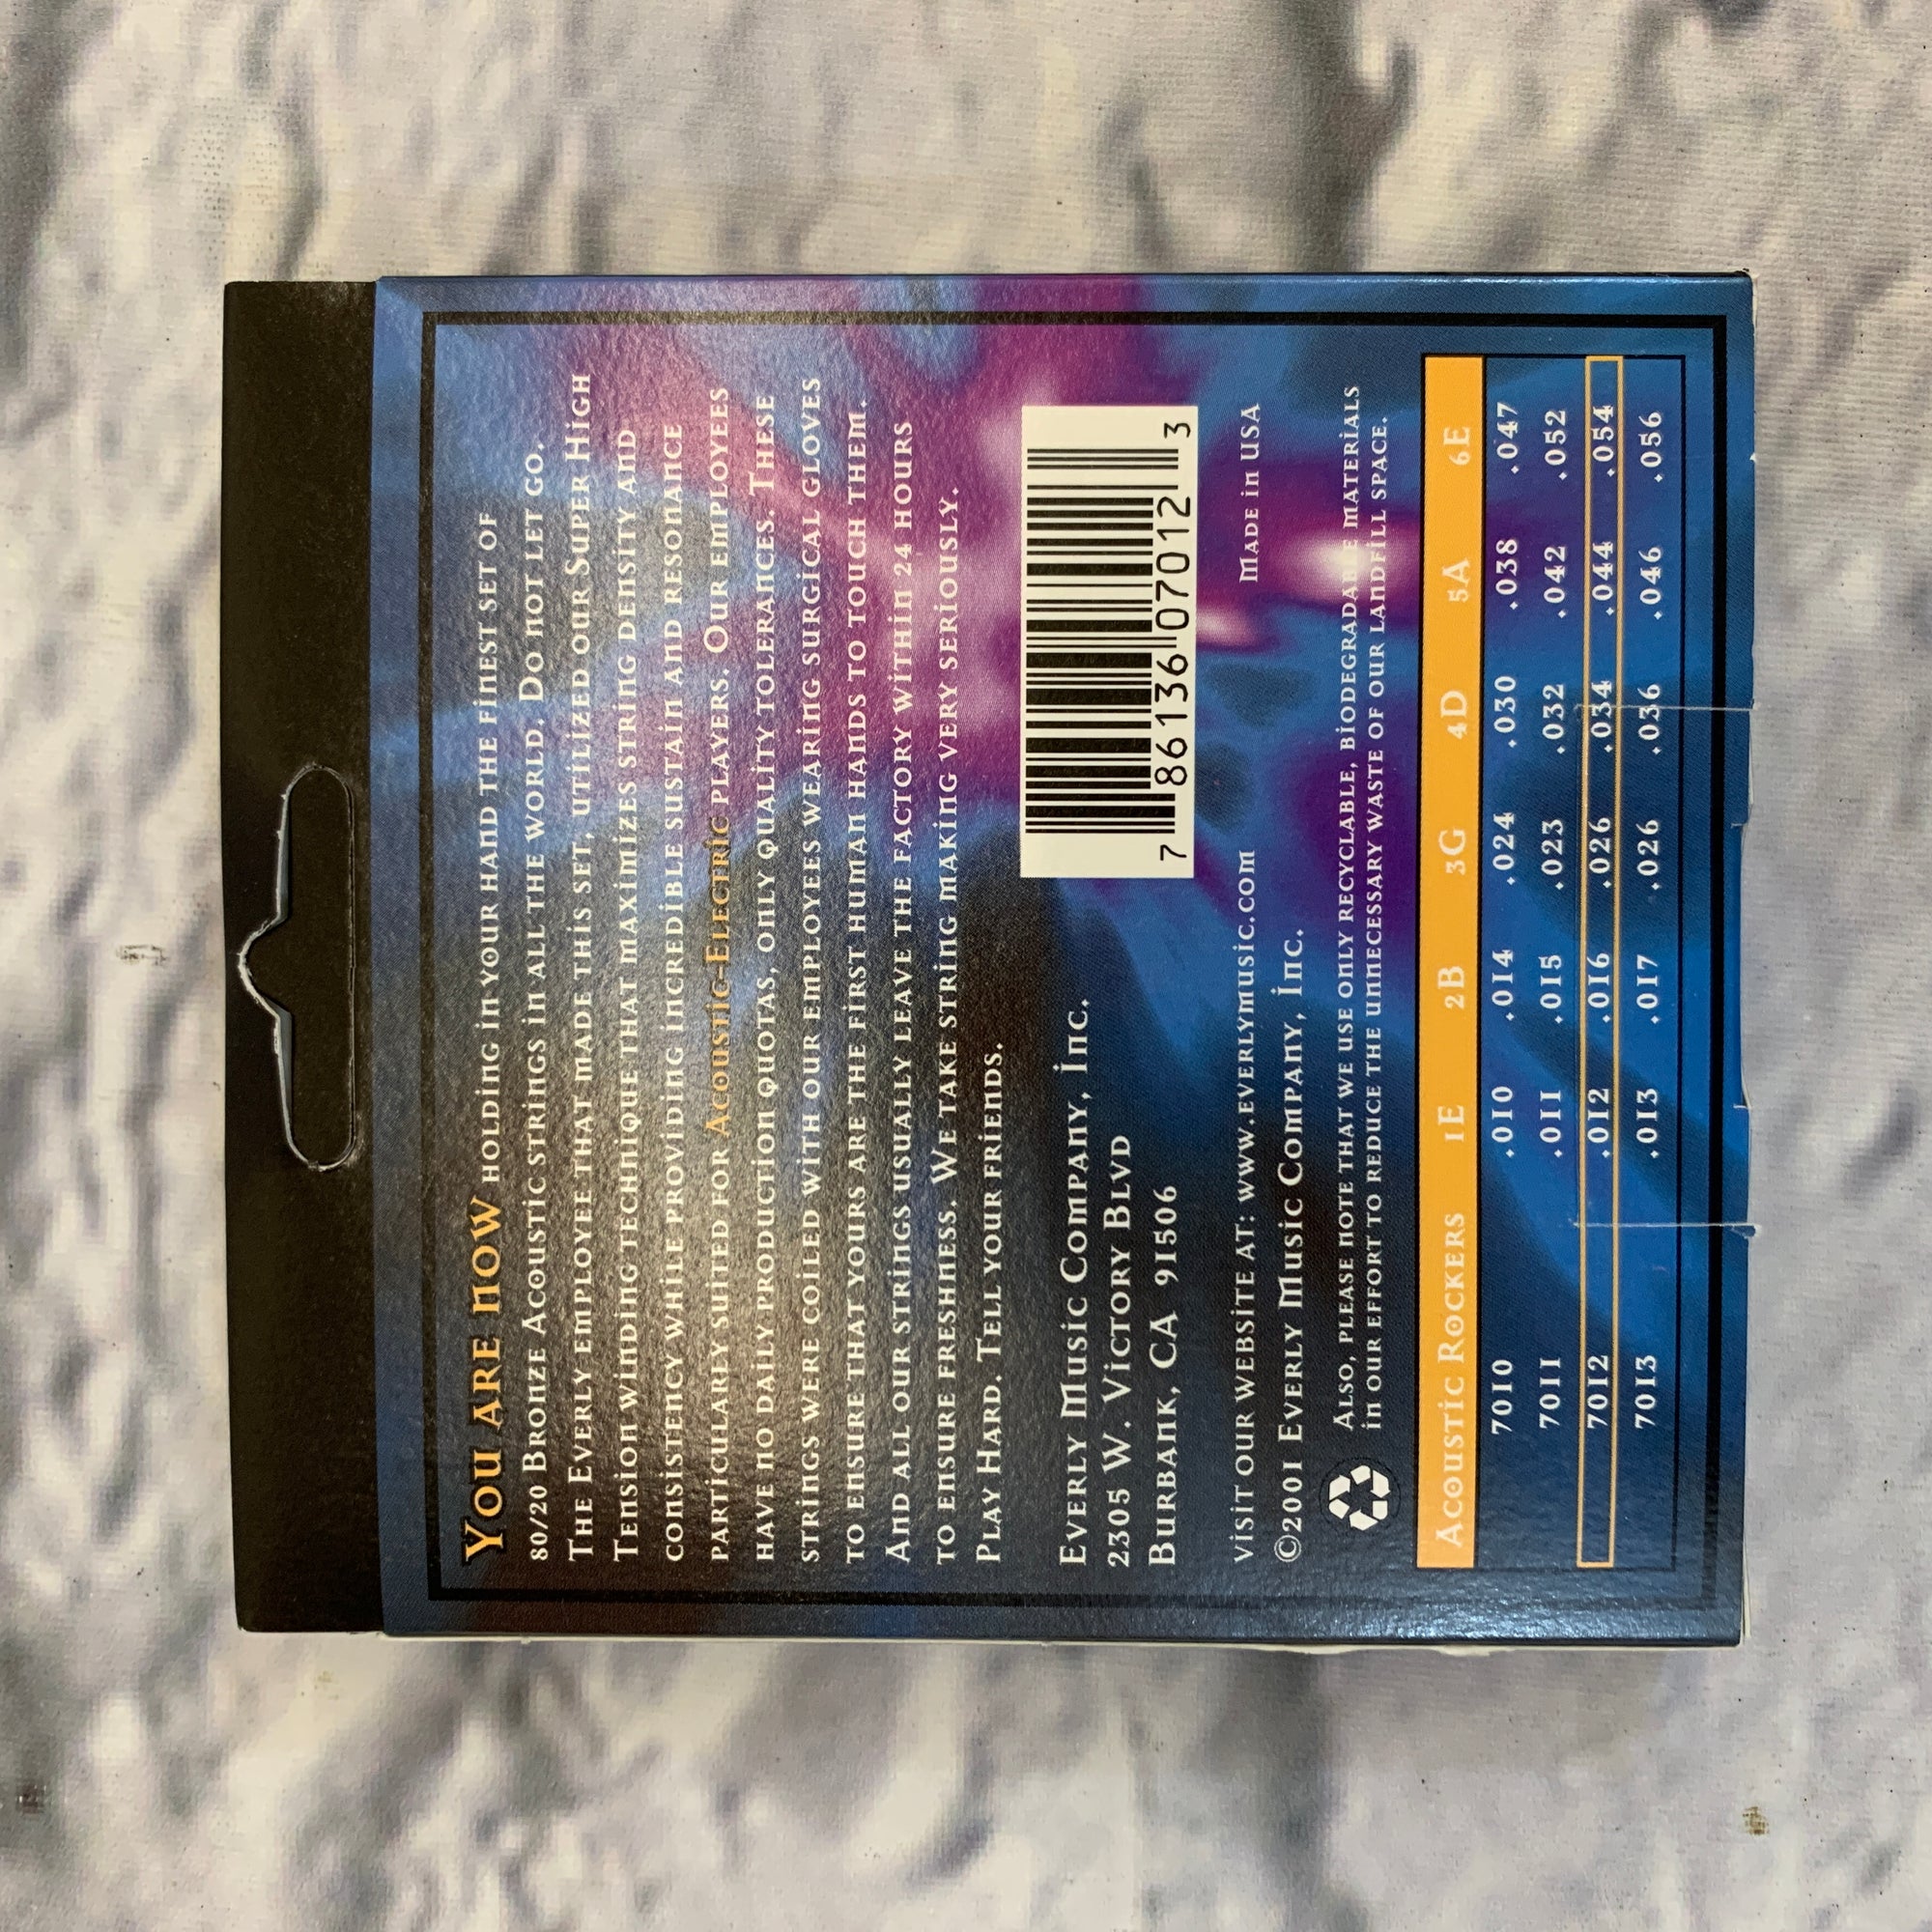 You are now holding in your hand the finest set of
80/20 Bronze Acoustic strings in all the world. Do not let go.
The Everly employee that made this set, utilized our Super High
Tension winding technique that maximizes string density and
consistency while providing incredible sustain and resonance
particularly suited for Acoustic-Electric players. Our employees
have no daily production quotas, only quality tolerances. These
strings were coiled with our employees wearing surgical gloves
to ensure that yours are the first human hands to touch them.
And all our strings usually leave the factory within 24 hours
to ensure freshness. We take string making very seriously.
Play Hard. Tell your friends.
Everly Music Company, Inc.
2305 W. Victory Blvd
Burbank, CA 91506
7 86136 07012 3
visit our website at: www.everlymusic.com Made in USA
©2001 Everly Music Company, Inc.
Also, please note that we use only recyclable, biodegradable materials
in our effort to reduce the unnecessary waste of our landfill space.
Acoustic Rockers 1E 2B 3G 4D 5A 6E
7010 .010 .014 .024 .030 .038 .047
7011 .011 .015 .023 .032 .042 .052
7012 .012 .016 .026 .034 .044 .054
7013 .013 .017 .026 .036 .046 .056